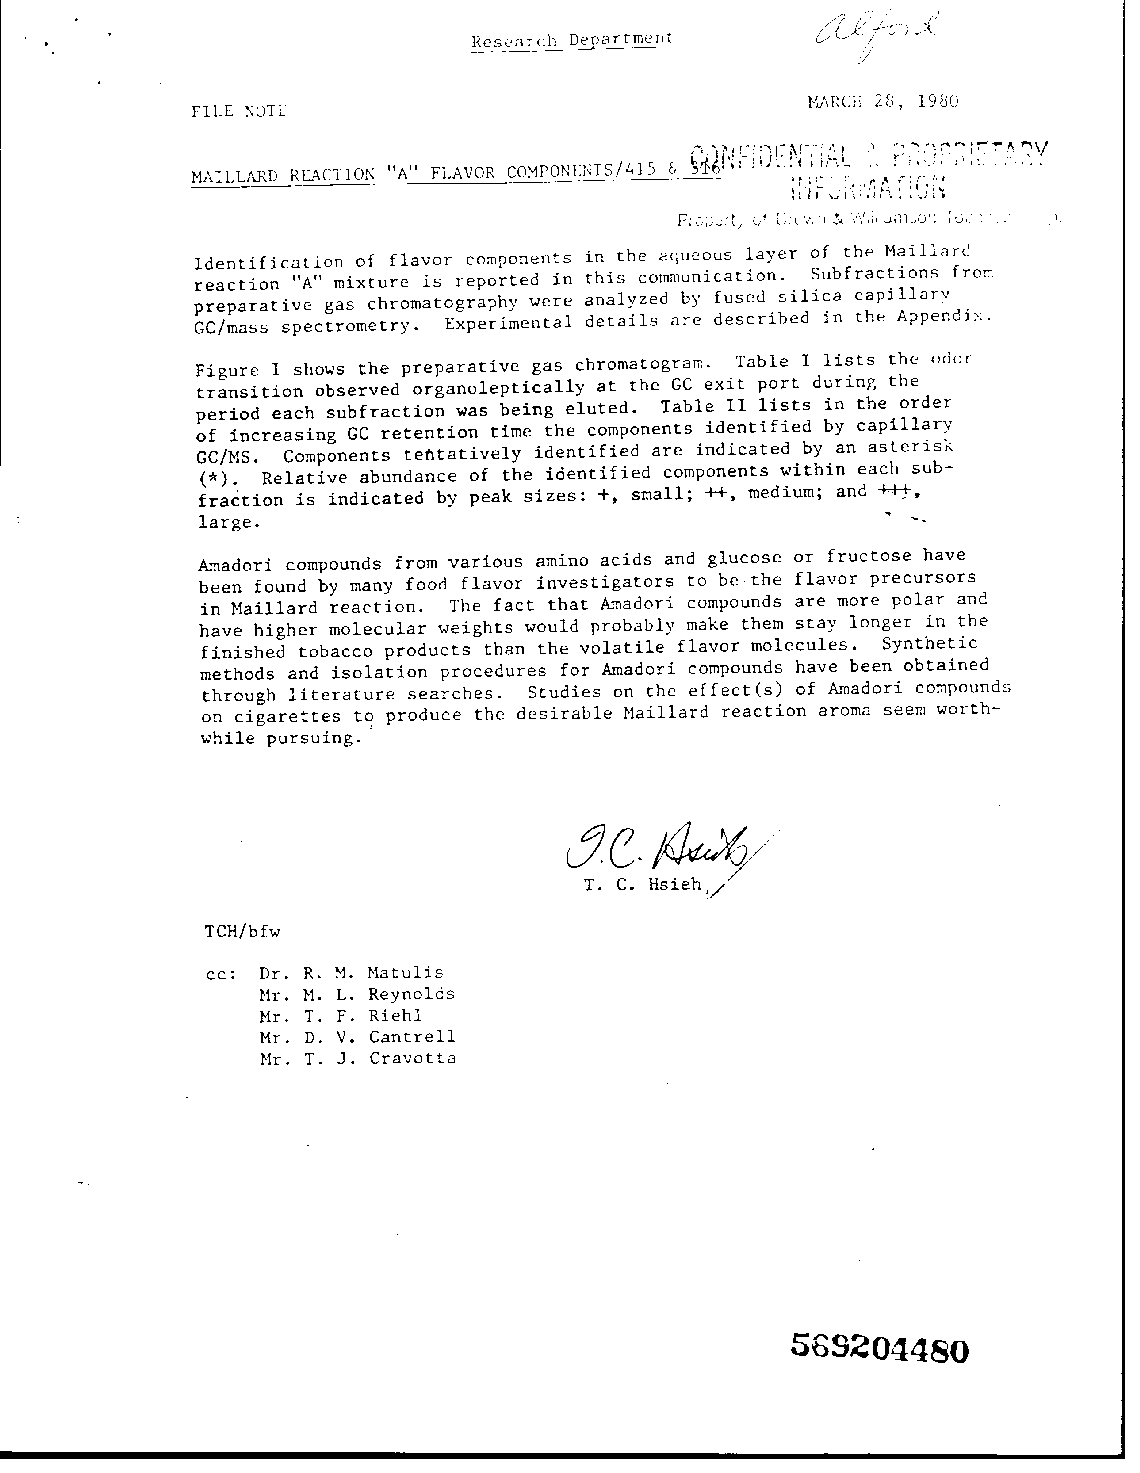 Research Department
Alford
FILE NOTE
MARCH 28, 1980
MAILLARD REACTION "A" FLAVOR COMPONENTS/415 & 516
CONFIDENTIAL & PROPRIETARY
INFORMATION
Property of Brown & Williamson
Identification of flavor components in the aqueous layer of the Maillard
reaction "A" mixture is reported in this communication. Subfractions from
preparative gas chromatography were analyzed by fused silica capillary
GC/mass spectrometry. Experimental details are described in the Appendix.
Figure I shows the preparative gas chromatogram. Table I lists the odor
transition observed organoleptically at the GC exit port during the
period each subfraction was being eluted. Table II lists in the order
of increasing GC retention time the components identified by capillary
GC/MS. Components tentatively identified are indicated by an asterisk
(*). Relative abundance of the identified components within each sub-
fraction is indicated by peak sizes: +, small; ++, medium; and +++,
large.
Amadori compounds from various amino acids and glucose or fructose have
been found by many food flavor investigators to be the flavor precursors
in Maillard reaction. The fact that Amadori compounds are more polar and
have higher molecular weights would probably make them stay longer in the
finished tobacco products than the volatile flavor molecules. Synthetic
methods and isolation procedures for Amadori compounds have been obtained
through literature searches. Studies on the effect(s) of Amadori compounds
on cigarettes to produce the desirable Maillard reaction aroma seem worth-
while pursuing.
T. C. Hsieh
T. C. Hsieh
TCH/bfw
cc: Dr. R. M. Matulis
Mr. M. L. Reynolds
Mr. T. F. Riehl
Mr. D. V. Cantrell
Mr. T. J. Cravotta
569204480